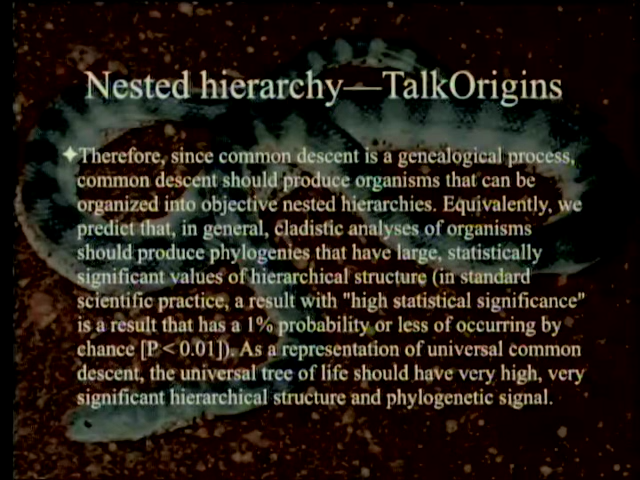 Nested hierarchy—TalkOrigins
✦Therefore, since common descent is a genealogical process,
common descent should produce organisms that can be
organized into objective nested hierarchies. Equivalently, we
predict that, in general, cladistic analyses of organisms
should produce phylogenies that have large, statistically
significant values of hierarchical structure (in standard
scientific practice, a result with "high statistical significance"
is a result that has a 1% probability or less of occurring by
chance [P < 0.01]). As a representation of universal common
descent, the universal tree of life should have very high, very
significant hierarchical structure and phylogenetic signal.